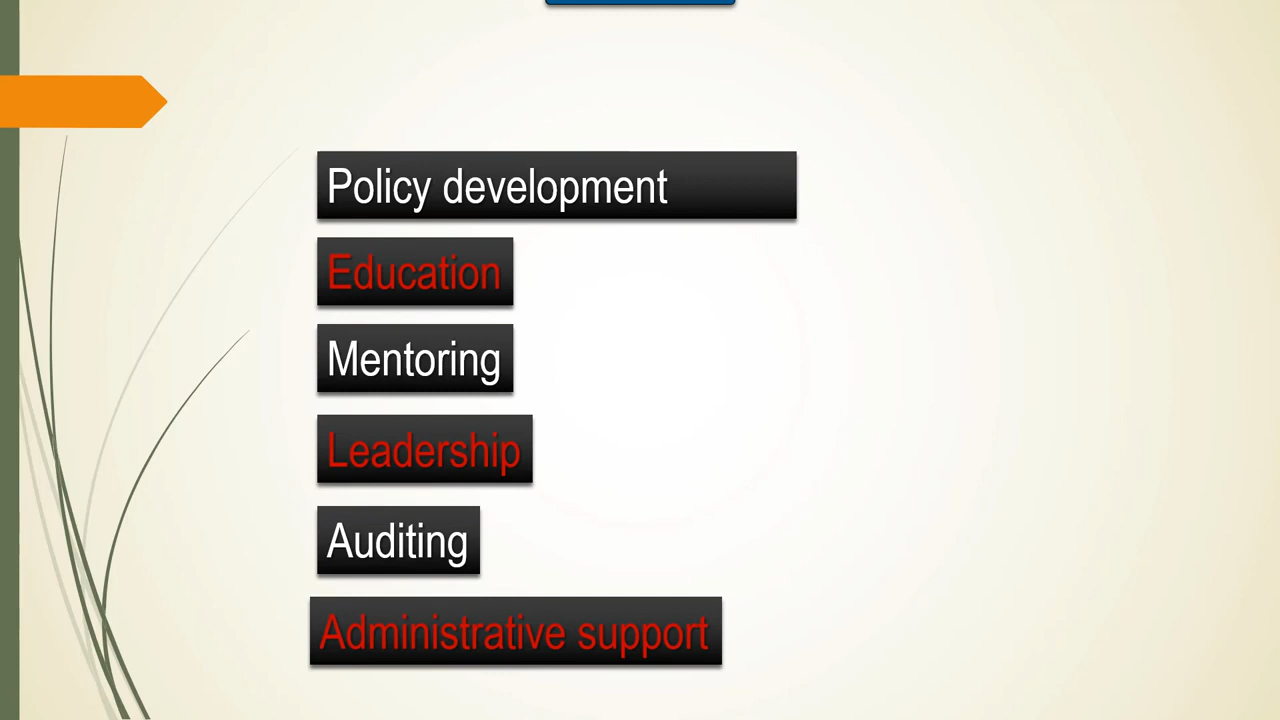 Policy development
Education
Mentoring
Leadership
Auditing
Administrative support